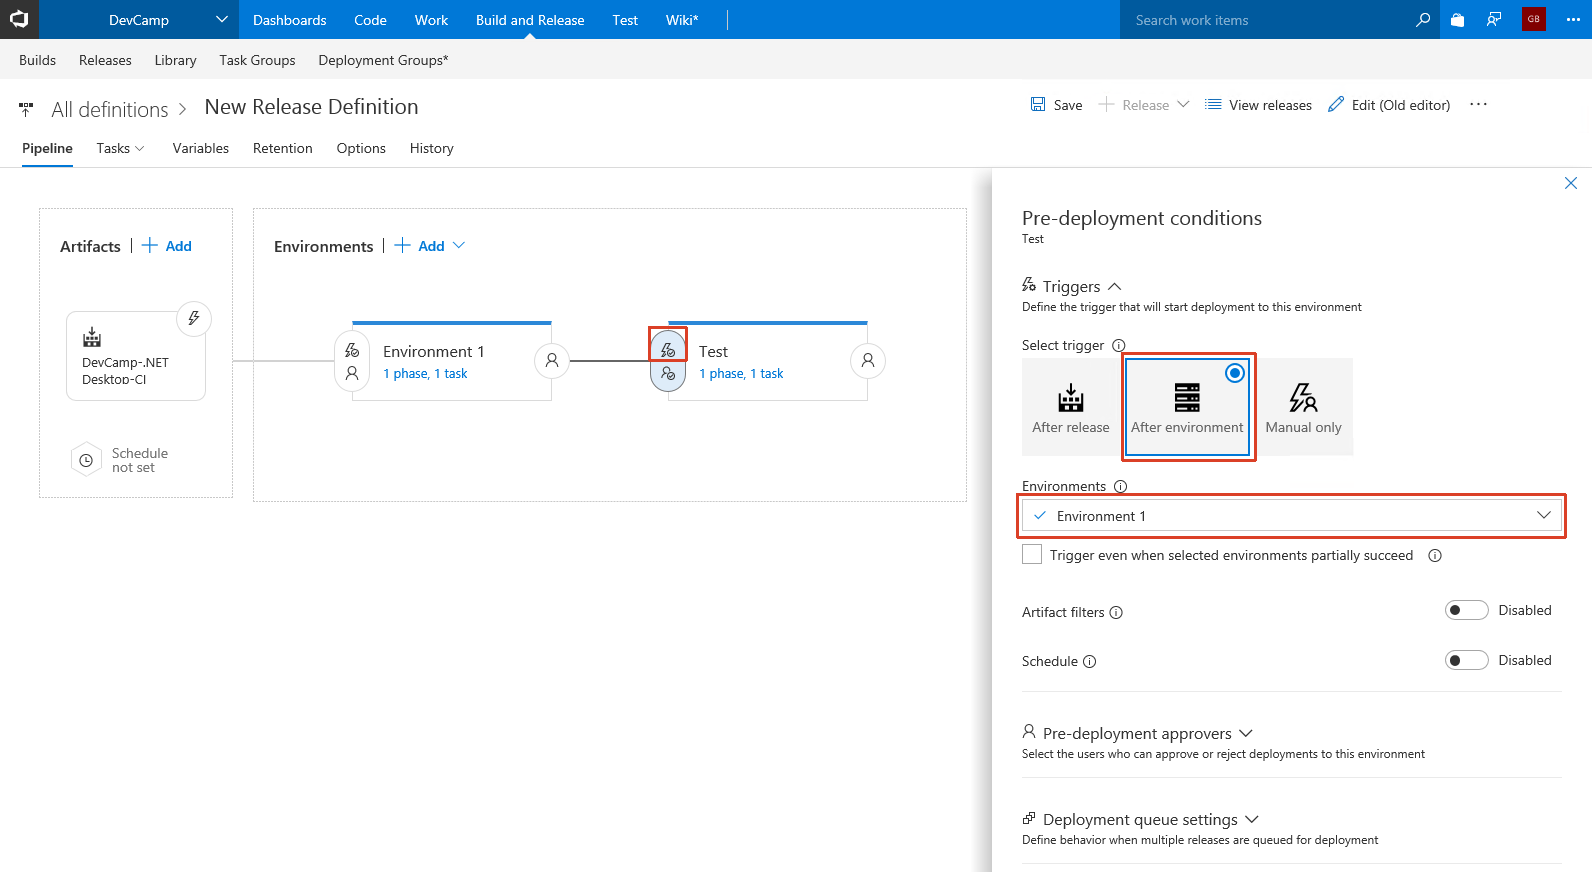 DevCamp
Dashboards
Code
Work
Build and Release
Test
Wiki*
Search work items
GB
Builds
Releases
Library
Task Groups
Deployment Groups*
All definitions > New Release Definition
Save
Release
View releases
Edit (Old editor)
Pipeline
Tasks
Variables
Retention
Options
History
Artifacts | + Add
DevCamp-.NET
Desktop-CI
Schedule
not set
Environments | + Add
Environment 1
1 phase, 1 task
Test
1 phase, 1 task
Pre-deployment conditions
Test
Triggers
Define the trigger that will start deployment to this environment
Select trigger
After release
After environment
Manual only
Environments
Environment 1
Trigger even when selected environments partially succeed
Artifact filters
Disabled
Schedule
Disabled
Pre-deployment approvers
Select the users who can approve or reject deployments to this environment
Deployment queue settings
Define behavior when multiple releases are queued for deployment